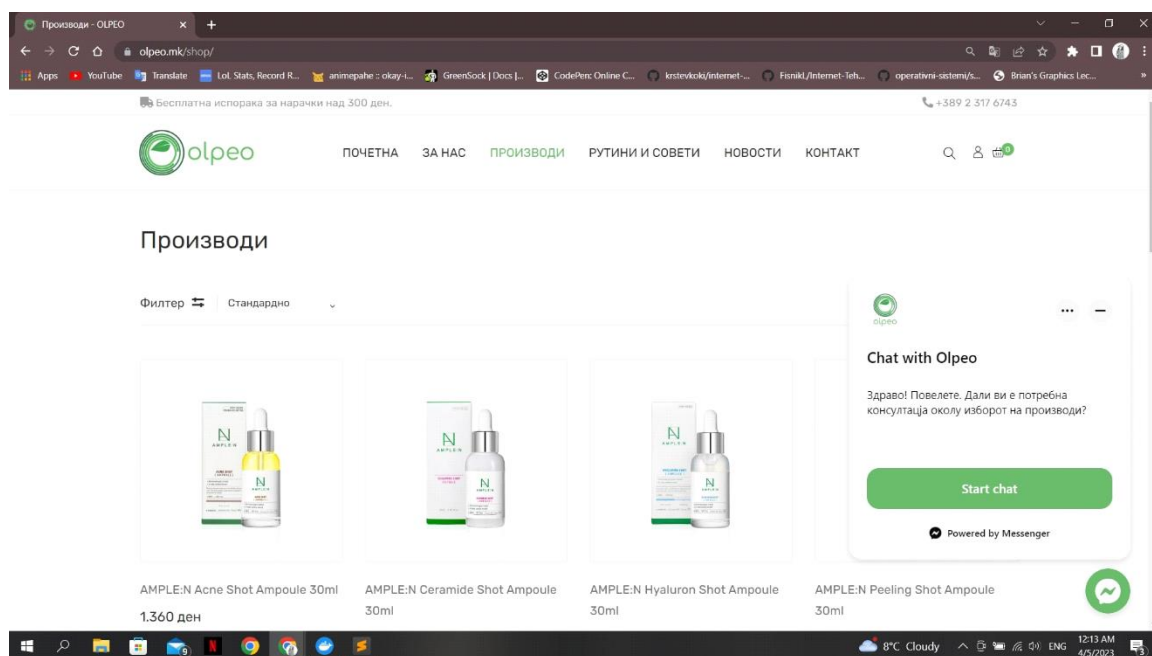 Производи - OLPEO
olpeo.mk/shop/
Apps YouTube Translate LoL Stats, Record R... animepahe :: okay-i... GreenSock | Docs |... CodePen: Online C... krstevkoki/internet-... FisnikL/Internet-Teh... operativni-sistemi/s... Brian's Graphics Lec... »
Бесплатна испорака за нарачки над 300 ден. +389 2 317 6743
olpeo ПОЧЕТНА ЗА НАС ПРОИЗВОДИ РУТИНИ И СОВЕТИ НОВОСТИ КОНТАКТ 0
Производи
Филтер Стандардно
olpeo
Chat with Olpeo
Здраво! Повелете. Дали ви е потребна
консултација околу изборот на производи?
Start chat
Powered by Messenger
N AMPLE:N
N AMPLE:N
N AMPLE:N
AMPLE:N Acne Shot Ampoule 30ml
1.360 ден
AMPLE:N Ceramide Shot Ampoule
30ml
AMPLE:N Hyaluron Shot Ampoule
30ml
AMPLE:N Peeling Shot Ampoule
30ml
8°C Cloudy ENG 12:13 AM
4/5/2023